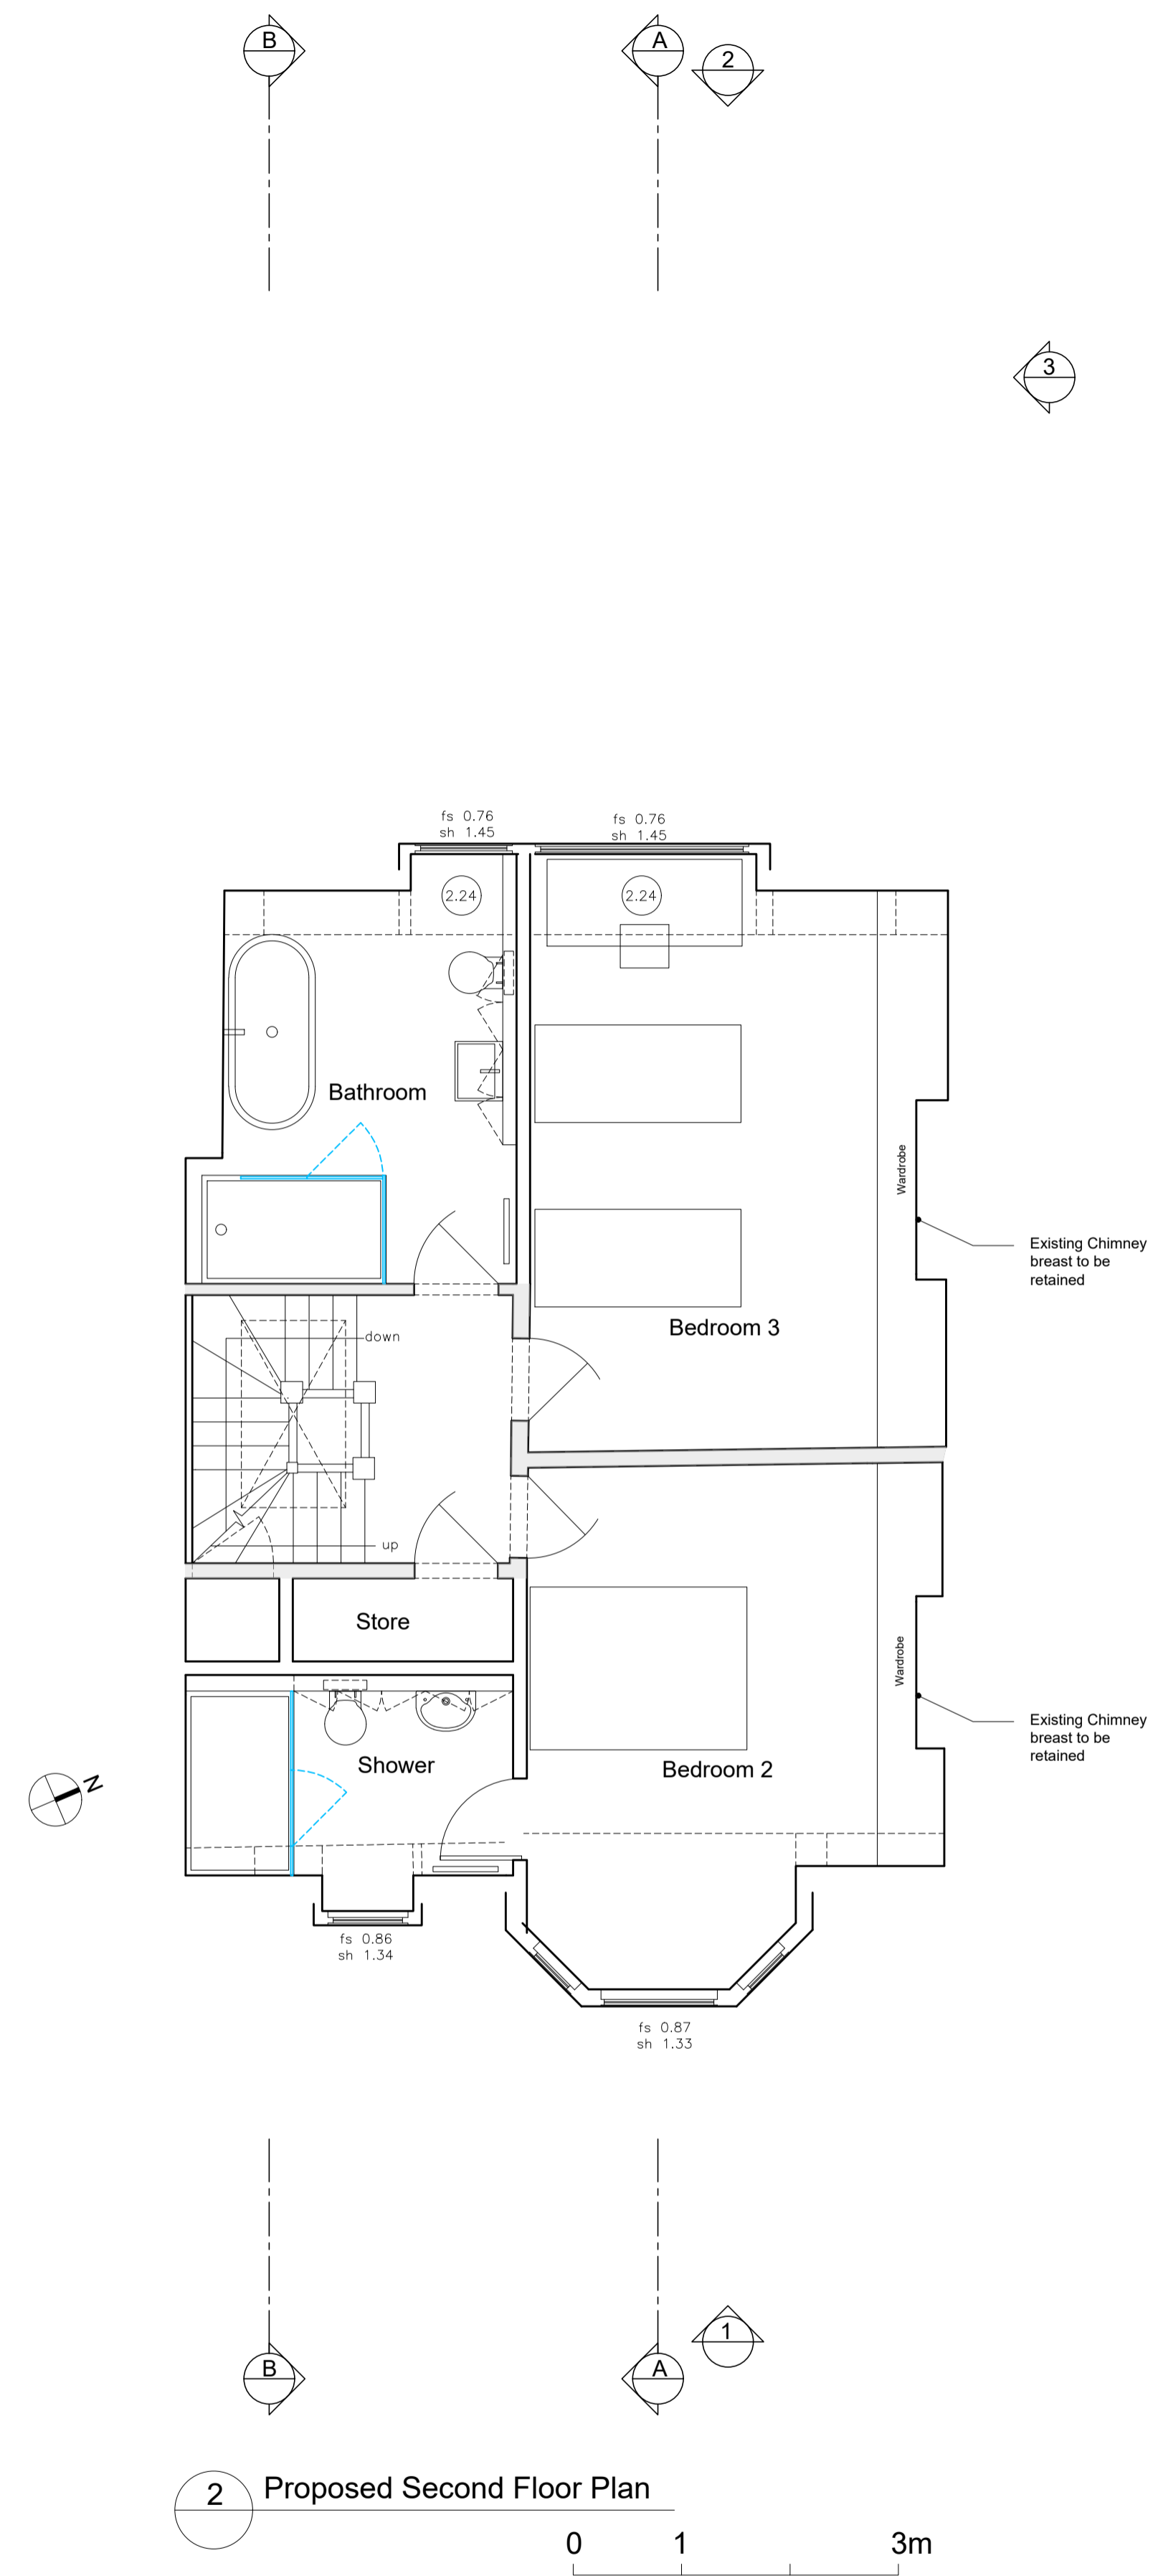 B
A
2
3
fs 0.76
sh 1.45
fs 0.76
sh 1.45
2.24
2.24
Bathroom
Wardrobe
Existing Chimney
breast to be
retained
Bedroom 3
down
up
Store
Wardrobe
Existing Chimney
breast to be
retained
Shower
Bedroom 2
N
fs 0.86
sh 1.34
fs 0.87
sh 1.33
1
B
A
2
Proposed Second Floor Plan
0 1 3m